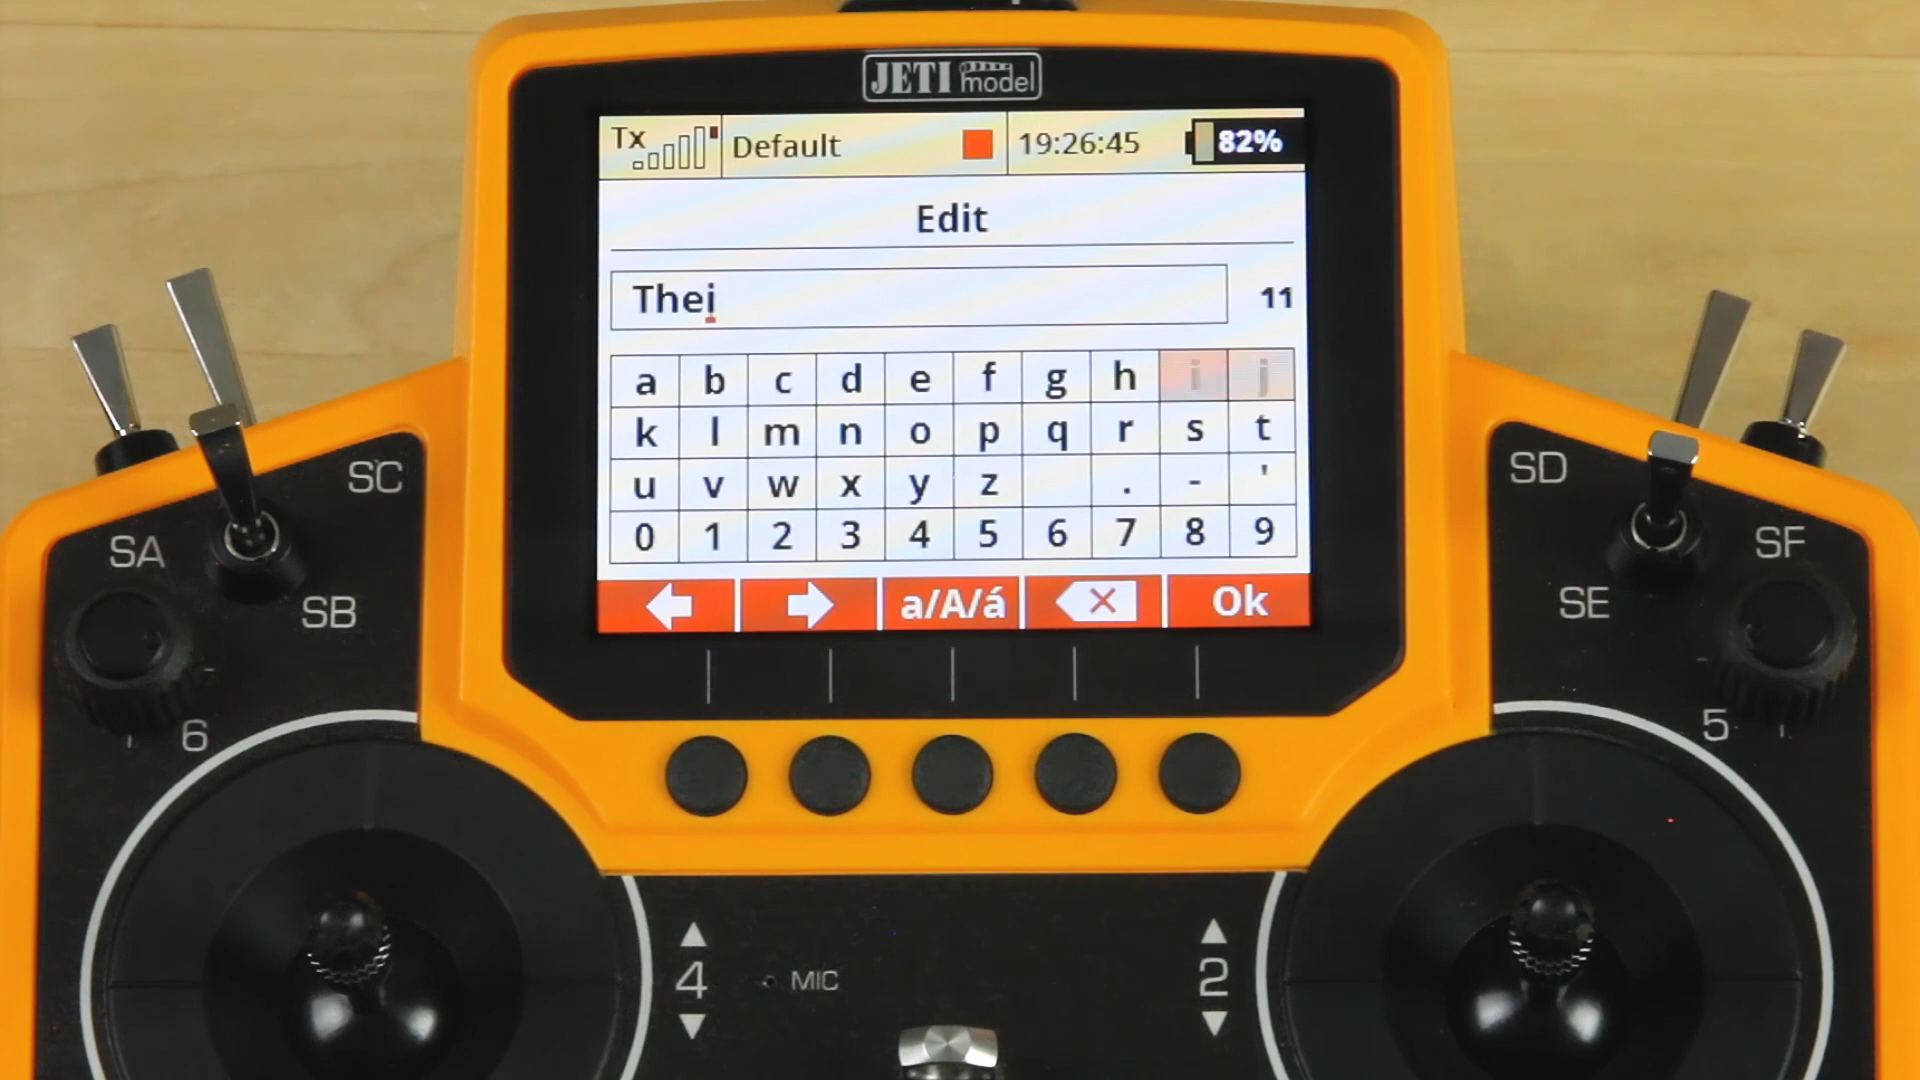 JETI model
Tx Default 19:26:45 82%
Edit
Thei 11
a b c d e f g h i j
k l m n o p q r s t
u v w x y z . - '
0 1 2 3 4 5 6 7 8 9
a/A/á Ok
SC SD
SA SF
SB SE
6 5
4 MIC 2